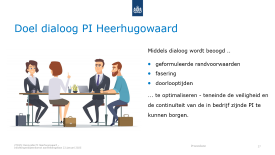 Doel dialoog PI Heerhugowaard
Middels dialoog wordt beoogd ..
geformuleerde randvoorwaarden
fasering
doorlooptijden
... te optimaliseren - teneinde de veiligheid en
de continuïteit van de in bedrijf zijnde PI te
kunnen borgen.